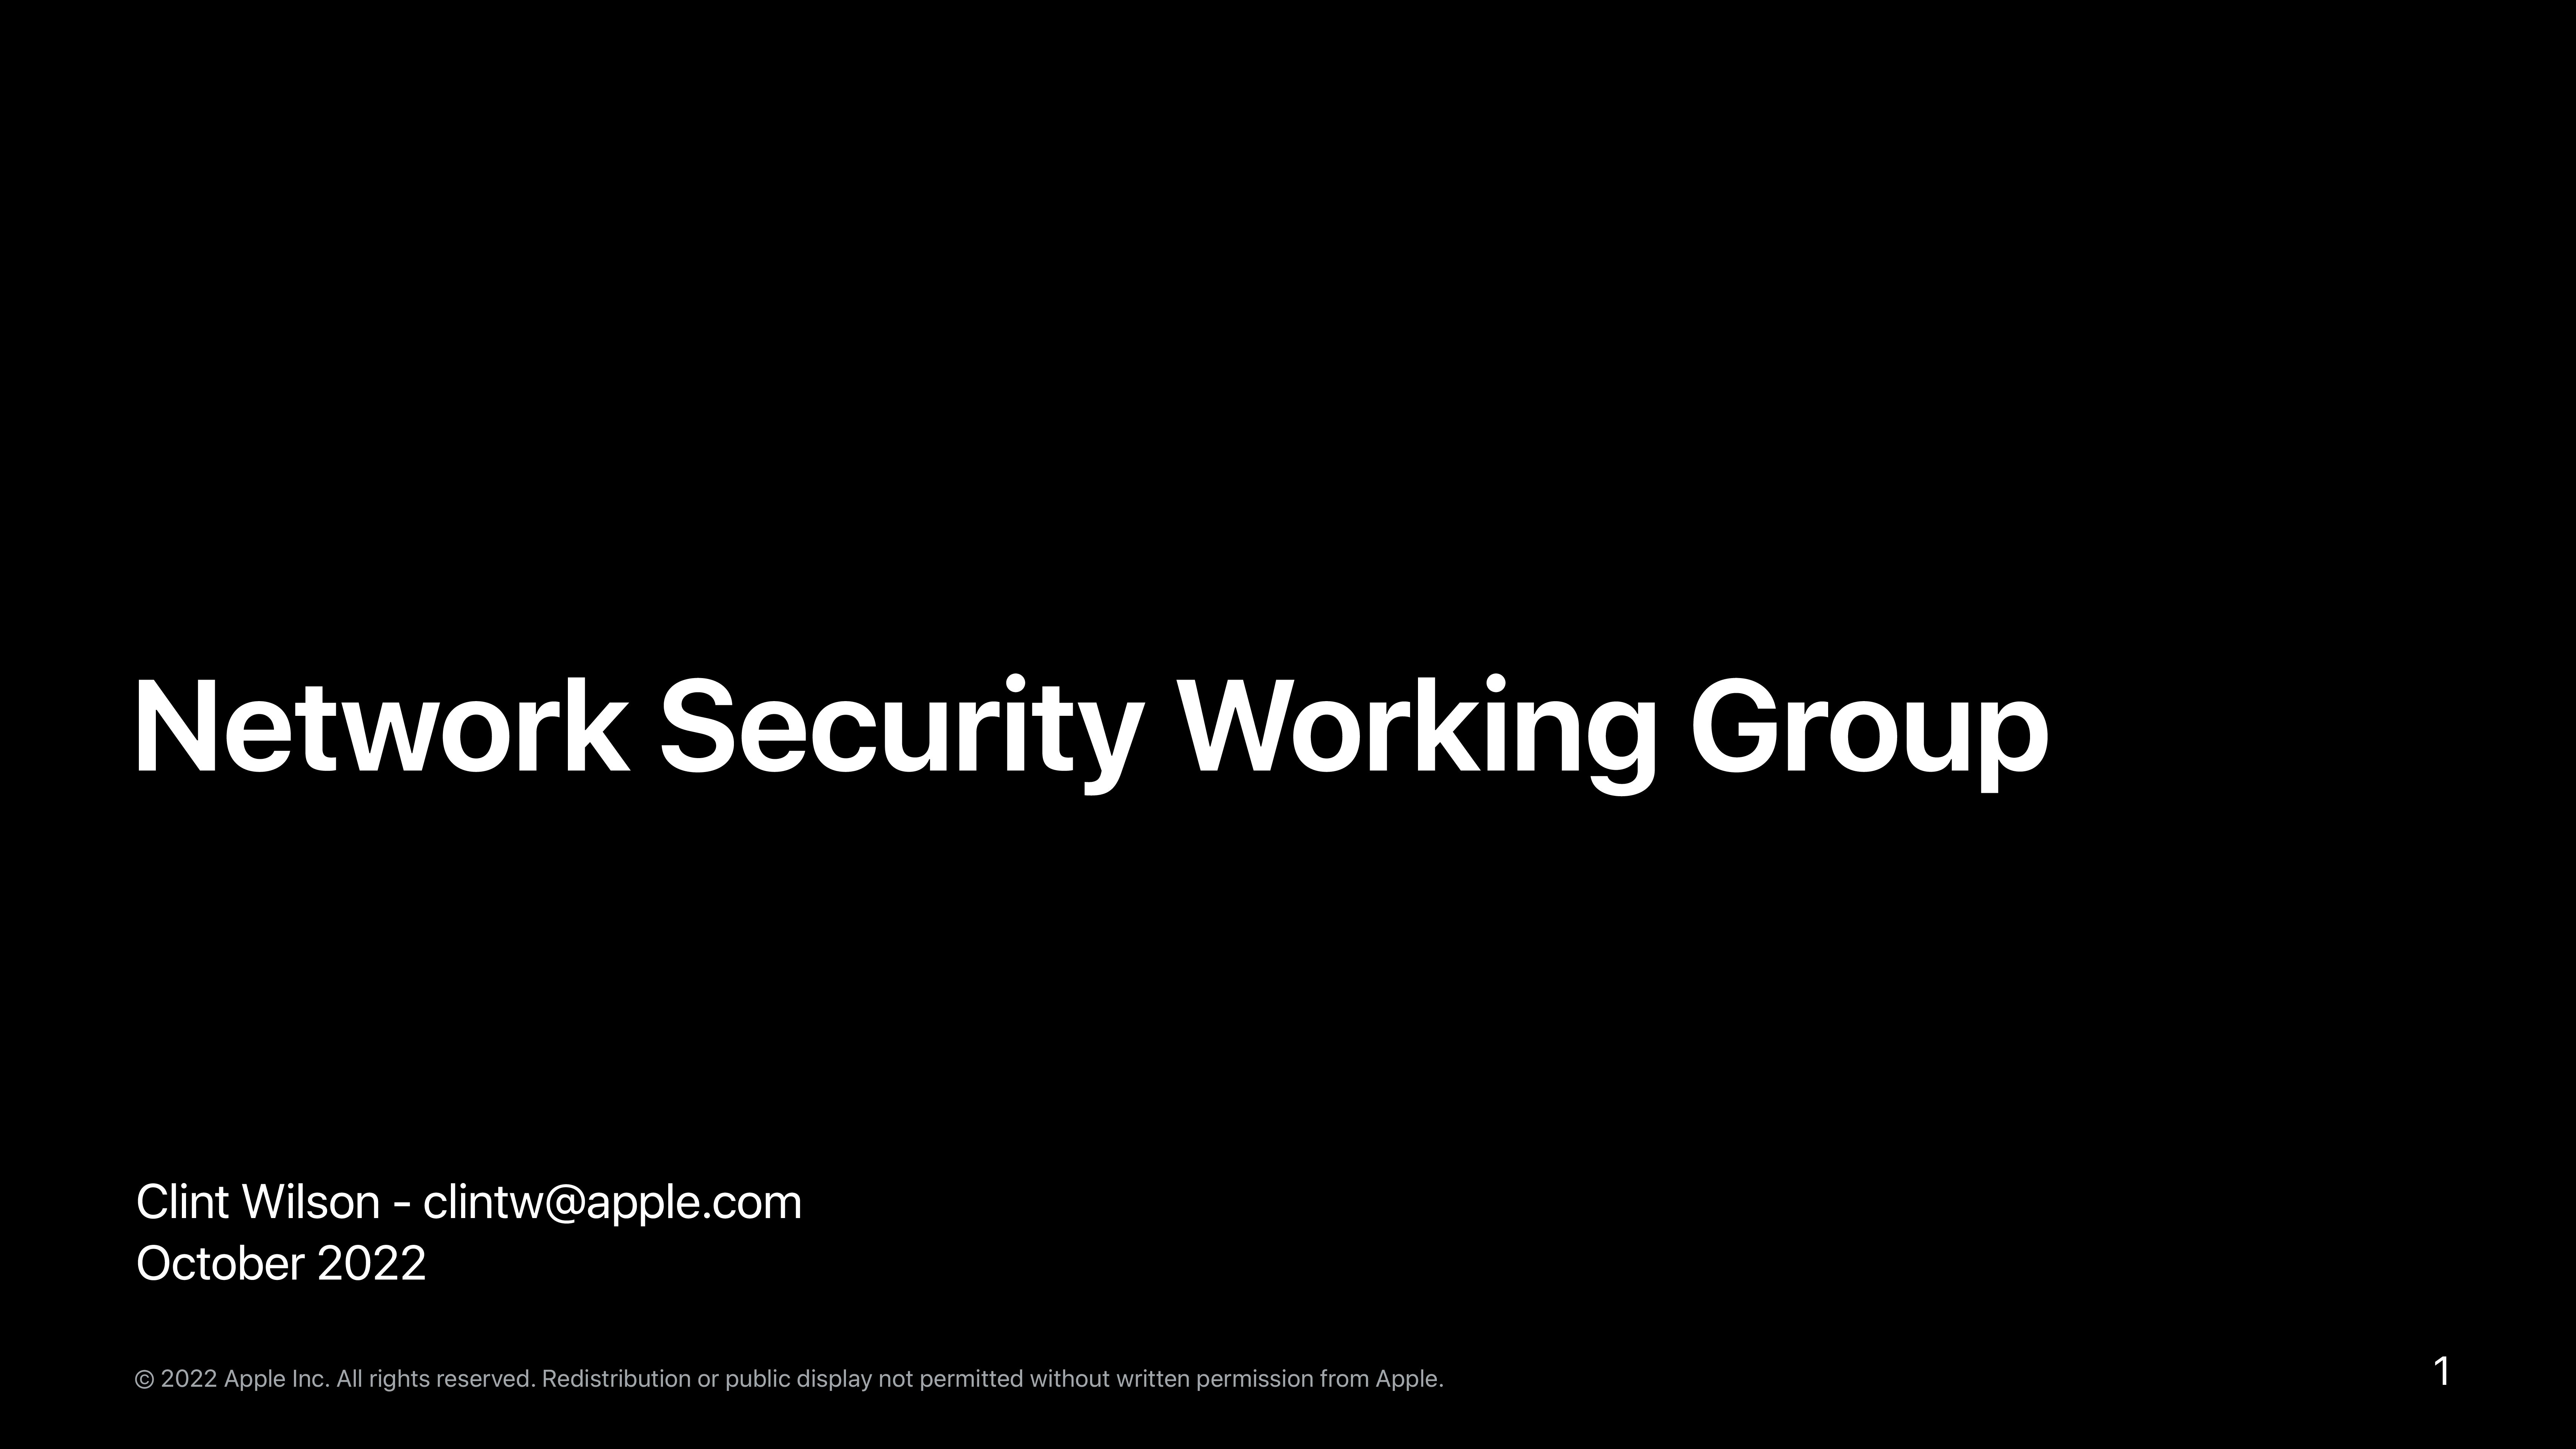 Network Security Working Group
Clint Wilson - clintw@apple.com
October 2022
© 2022 Apple Inc. All rights reserved. Redistribution or public display not permitted without written permission from Apple.
1